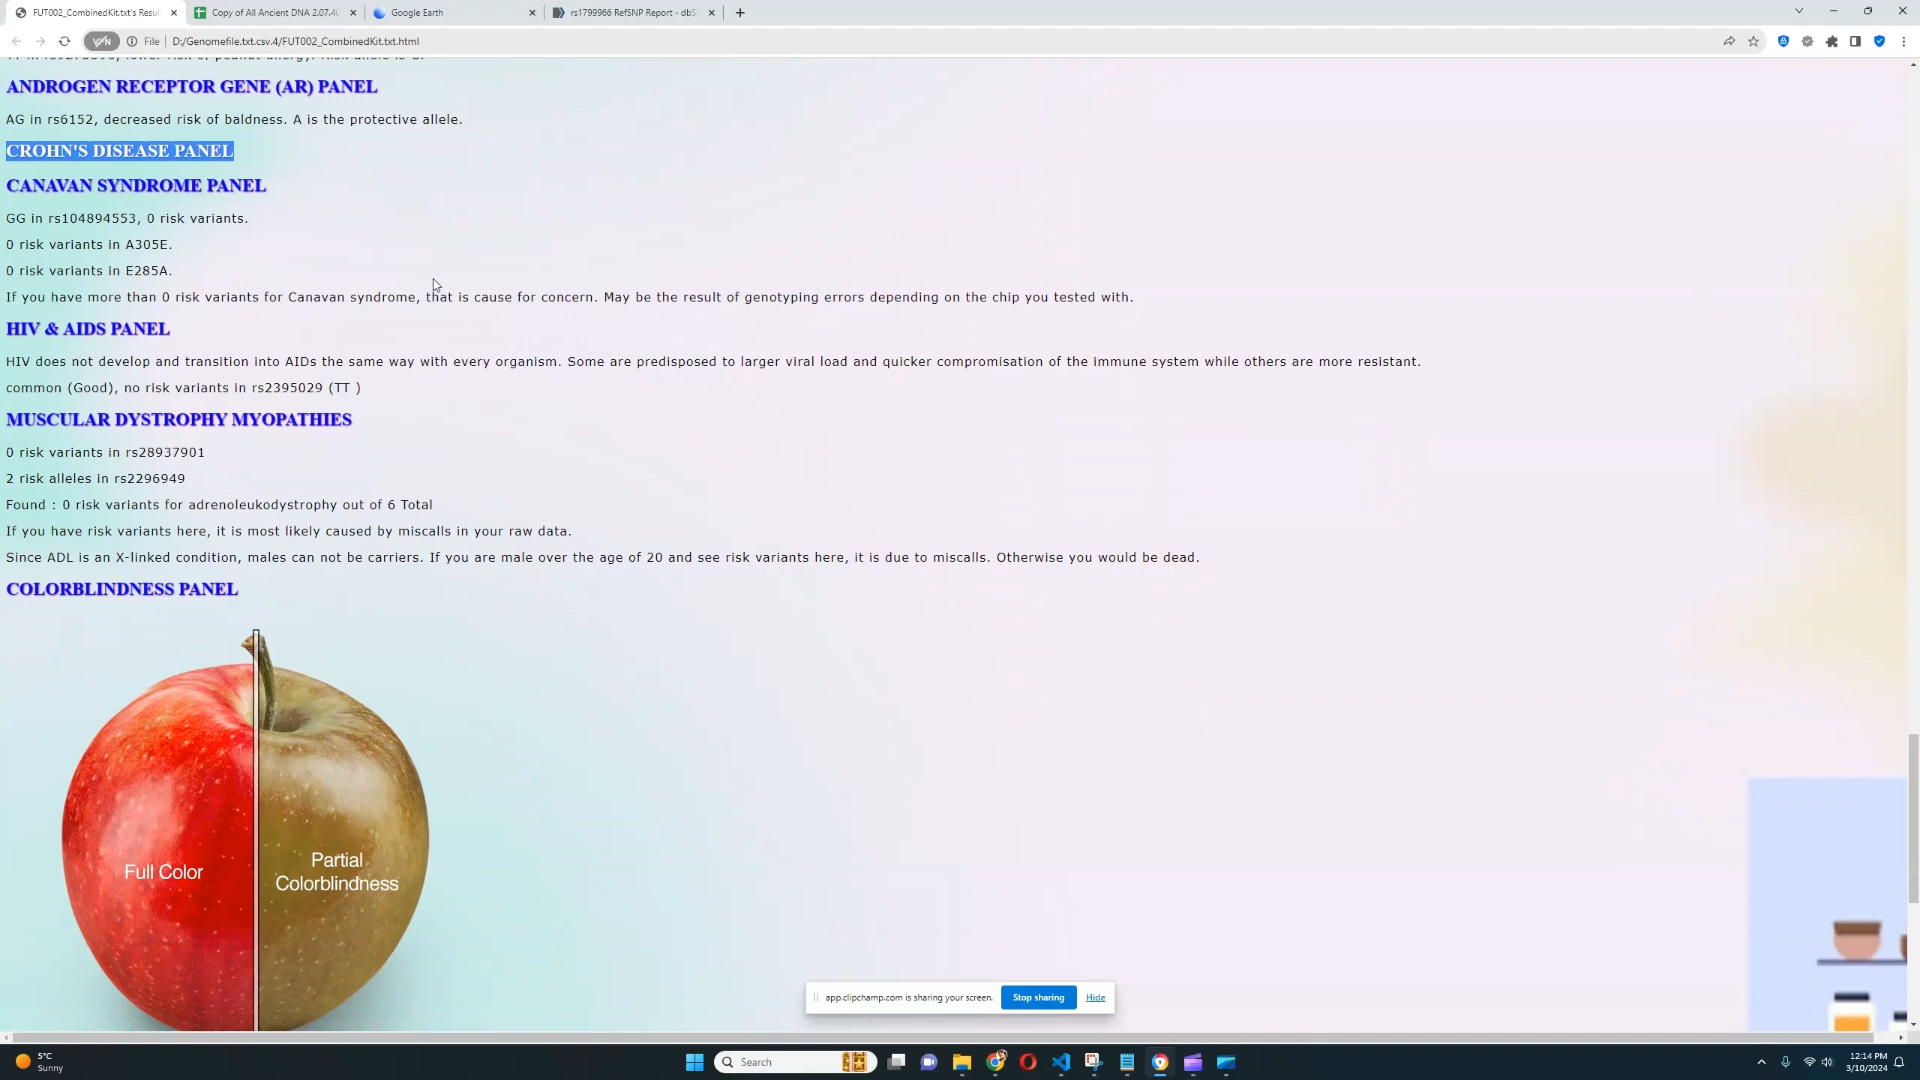 FUT002_CombinedKit.txt's Resul
Copy of All Ancient DNA 2.07.40
Google Earth
rs1799966 RefSNP Report - dbS
File D:/Genomefile.txt.csv.4/FUT002_CombinedKit.txt.html
ANDROGEN RECEPTOR GENE (AR) PANEL
AG in rs6152, decreased risk of baldness. A is the protective allele.
CROHN'S DISEASE PANEL
CANAVAN SYNDROME PANEL
GG in rs104894553, 0 risk variants.
0 risk variants in A305E.
0 risk variants in E285A.
If you have more than 0 risk variants for Canavan syndrome, that is cause for concern. May be the result of genotyping errors depending on the chip you tested with.
HIV & AIDS PANEL
HIV does not develop and transition into AIDs the same way with every organism. Some are predisposed to larger viral load and quicker compromisation of the immune system while others are more resistant.
common (Good), no risk variants in rs2395029 (TT )
MUSCULAR DYSTROPHY MYOPATHIES
0 risk variants in rs28937901
2 risk alleles in rs2296949
Found : 0 risk variants for adrenoleukodystrophy out of 6 Total
If you have risk variants here, it is most likely caused by miscalls in your raw data.
Since ADL is an X-linked condition, males can not be carriers. If you are male over the age of 20 and see risk variants here, it is due to miscalls. Otherwise you would be dead.
COLORBLINDNESS PANEL
Full Color
Partial
Colorblindness
app.clipchamp.com is sharing your screen. Stop sharing Hide
5°C
Sunny
Search
12:14 PM
3/10/2024